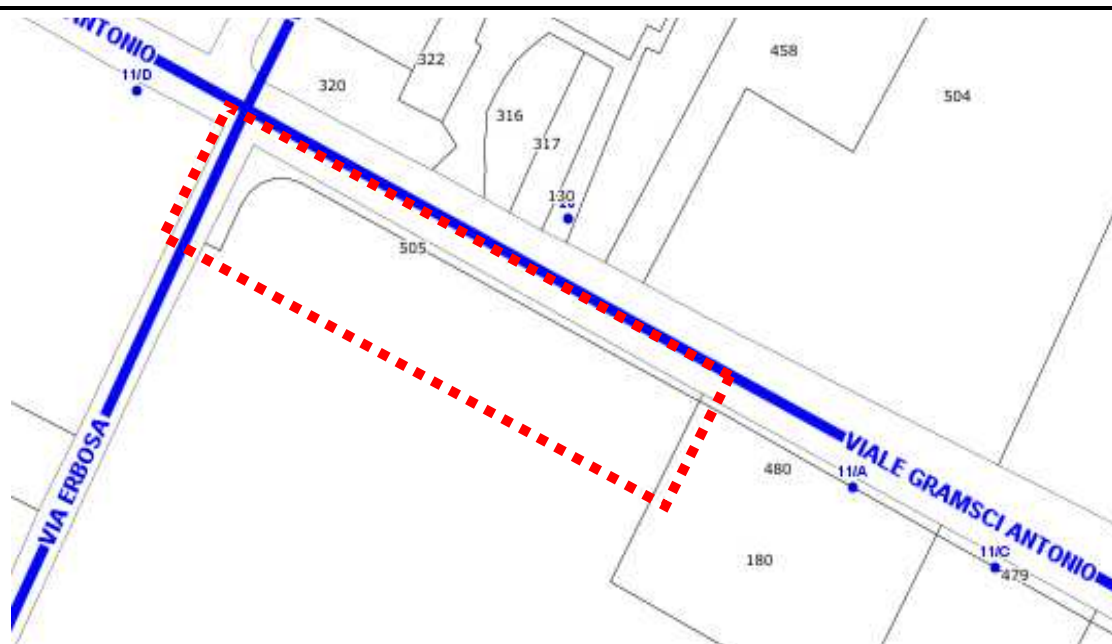 ANTONIO
11/D
322
320
458
504
316
317
130
505
VIA ERBOSA
VIALE GRAMSCI ANTONIO
480
11/A
180
11/C
479